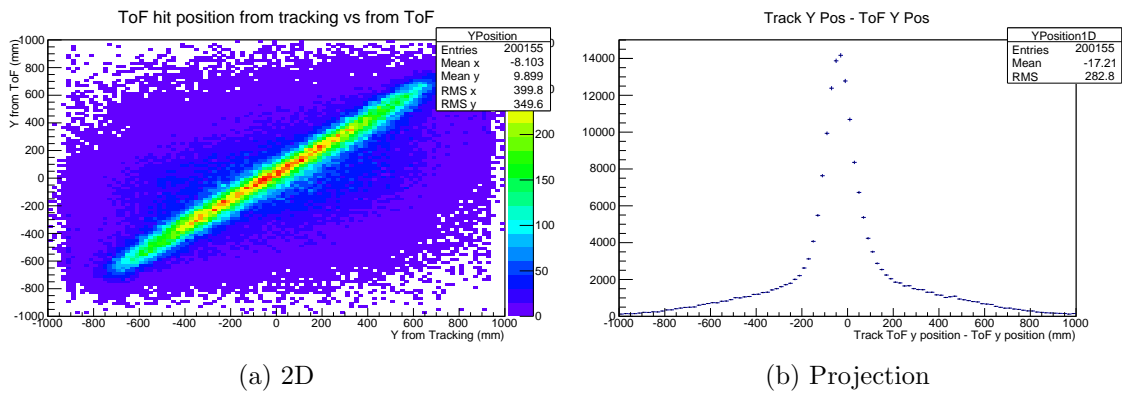 ToF hit position from tracking vs from ToF
YPosition
Entries 200155
Mean x -8.103
Mean y 9.899
RMS x 399.8
RMS y 349.6
Y from ToF (mm)
1000
800
600
400
200
0
-200
-400
-600
-800
-1000
-1000 -800 -600 -400 -200 0 200 400 600 800 1000
Y from Tracking (mm)
200
150
100
50
0
(a) 2D
Track Y Pos - ToF Y Pos
YPosition1D
Entries 200155
Mean -17.21
RMS 282.8
14000
12000
10000
8000
6000
4000
2000
0
-1000 -800 -600 -400 -200 0 200 400 600 800 1000
Track ToF y position - ToF y position (mm)
(b) Projection